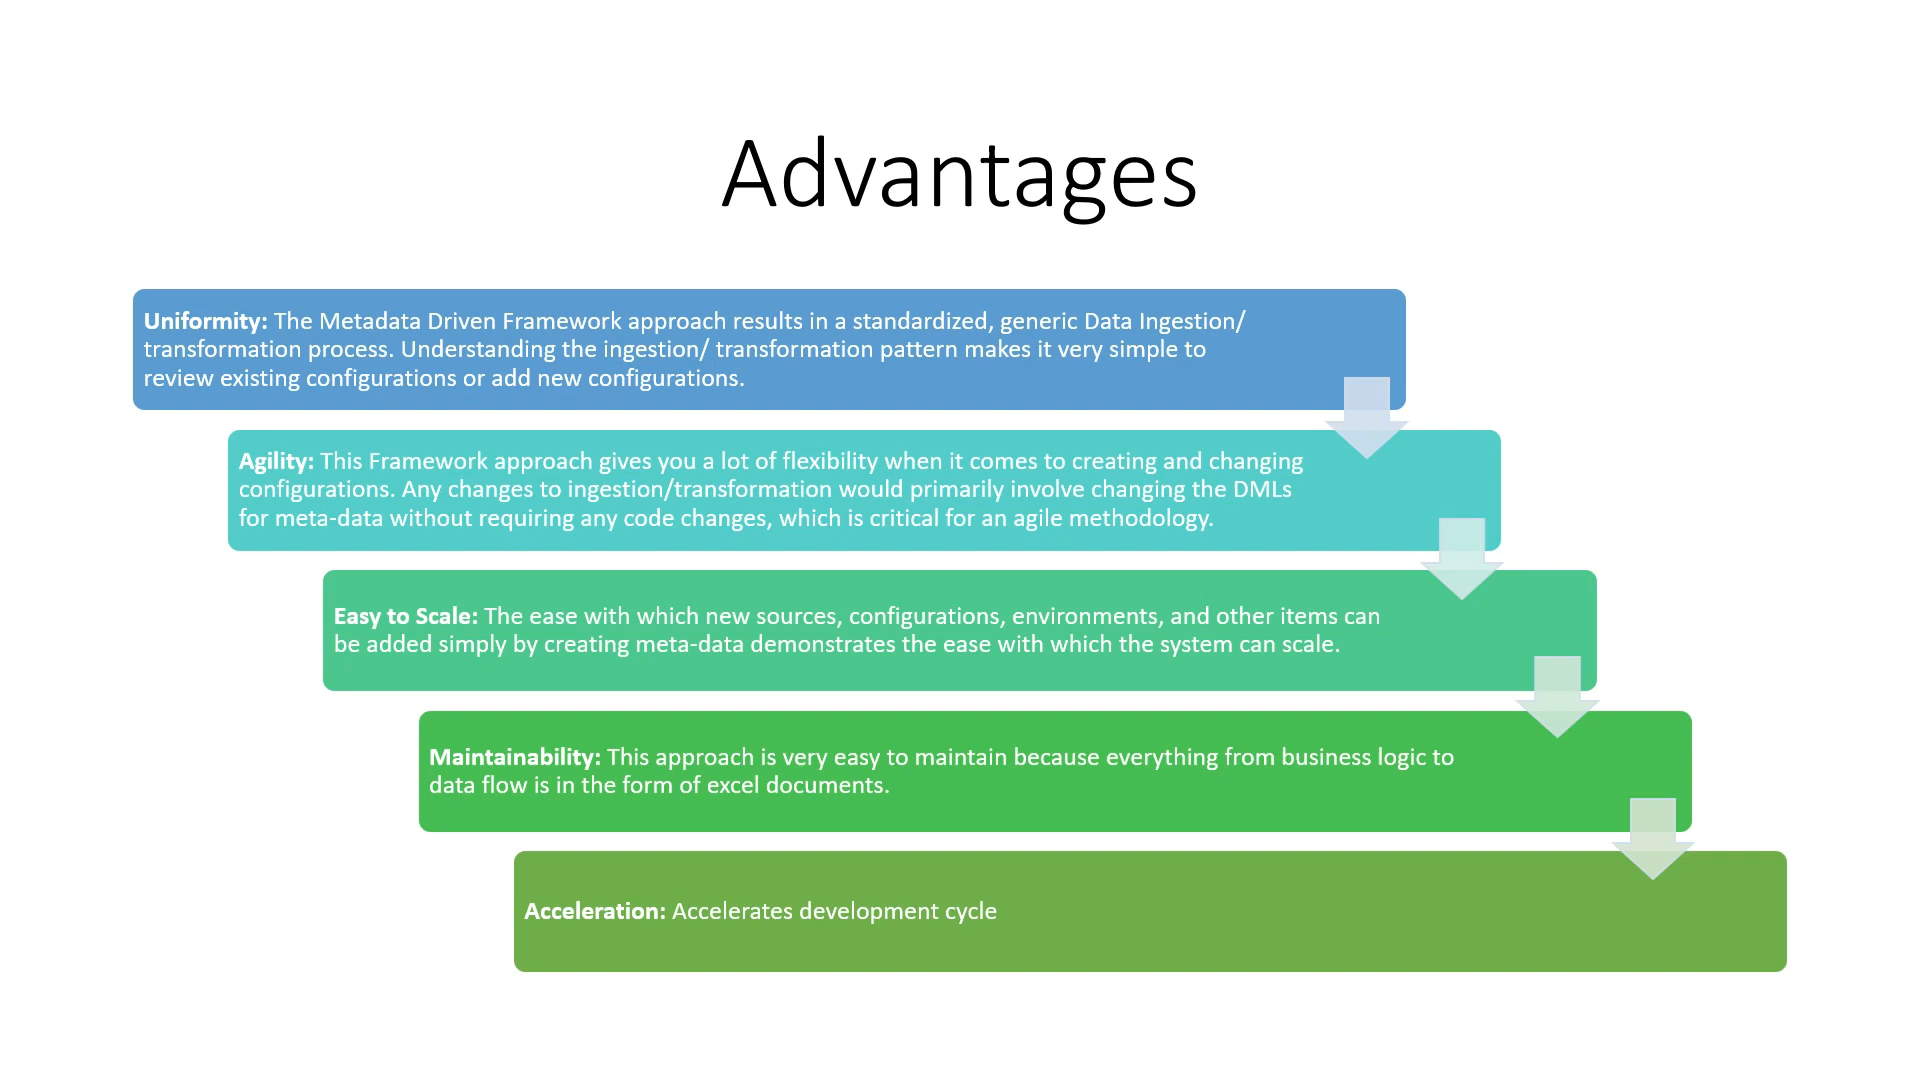 Advantages
Uniformity: The Metadata Driven Framework approach results in a standardized, generic Data Ingestion/
transformation process. Understanding the ingestion/ transformation pattern makes it very simple to
review existing configurations or add new configurations.
Agility: This Framework approach gives you a lot of flexibility when it comes to creating and changing
configurations. Any changes to ingestion/transformation would primarily involve changing the DMLs
for meta-data without requiring any code changes, which is critical for an agile methodology.
Easy to Scale: The ease with which new sources, configurations, environments, and other items can
be added simply by creating meta-data demonstrates the ease with which the system can scale.
Maintainability: This approach is very easy to maintain because everything from business logic to
data flow is in the form of excel documents.
Acceleration: Accelerates development cycle